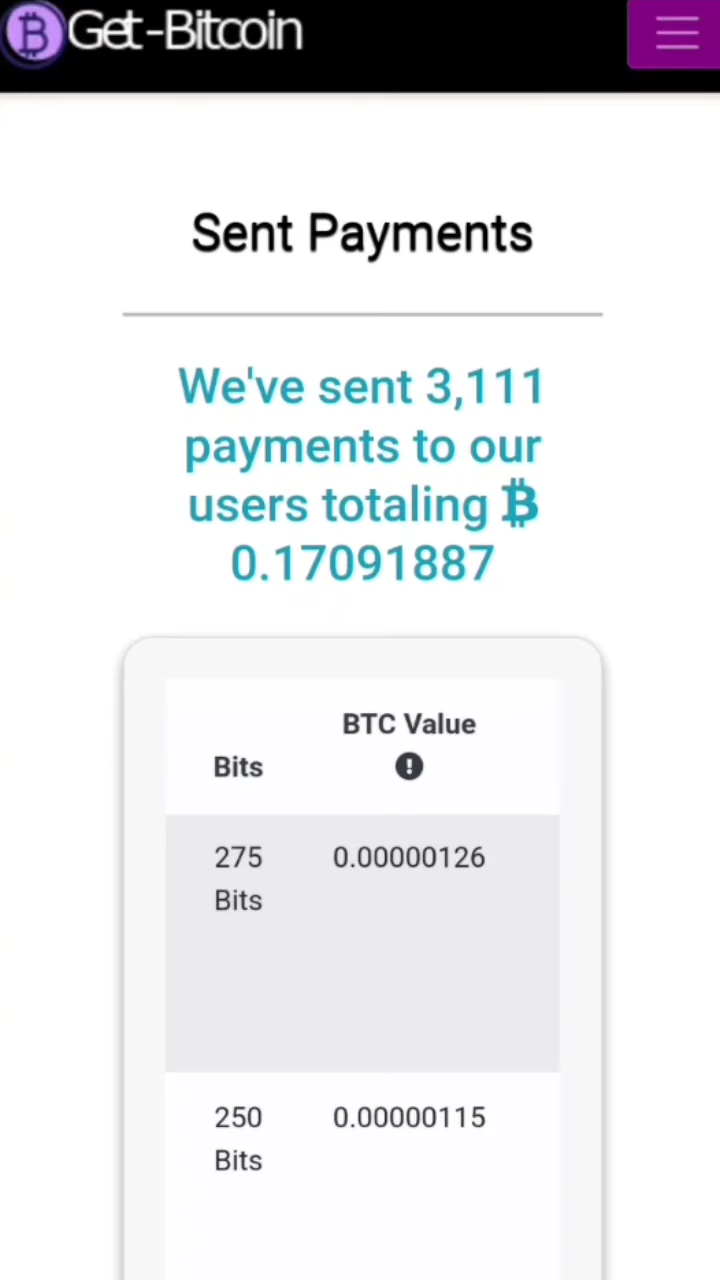 Get-Bitcoin
Sent Payments
We've sent 3,111
payments to our
users totaling ₿
0.17091887
BTC Value
Bits
275 0.00000126
Bits
250 0.00000115
Bits